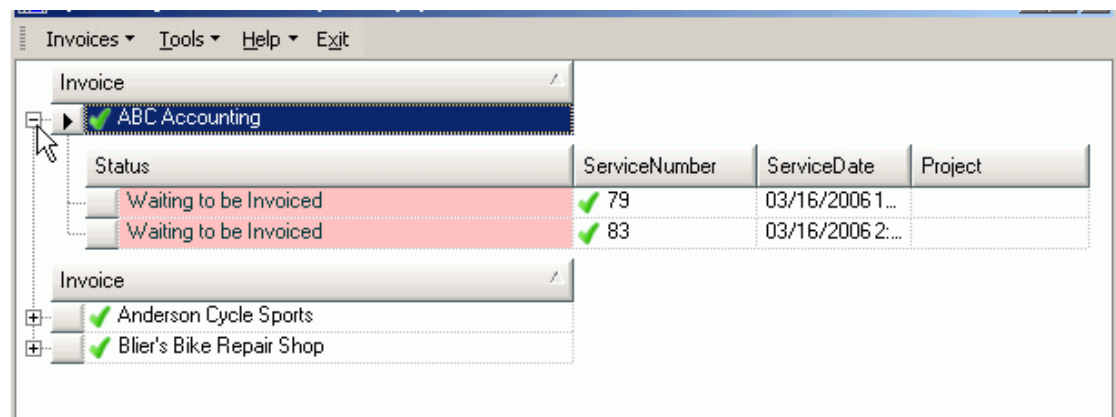 Invoices Tools Help Exit
Invoice
ABC Accounting
Status ServiceNumber ServiceDate Project
Waiting to be Invoiced 79 03/16/2006 1...
Waiting to be Invoiced 83 03/16/2006 2:...
Invoice
Anderson Cycle Sports
Blier's Bike Repair Shop